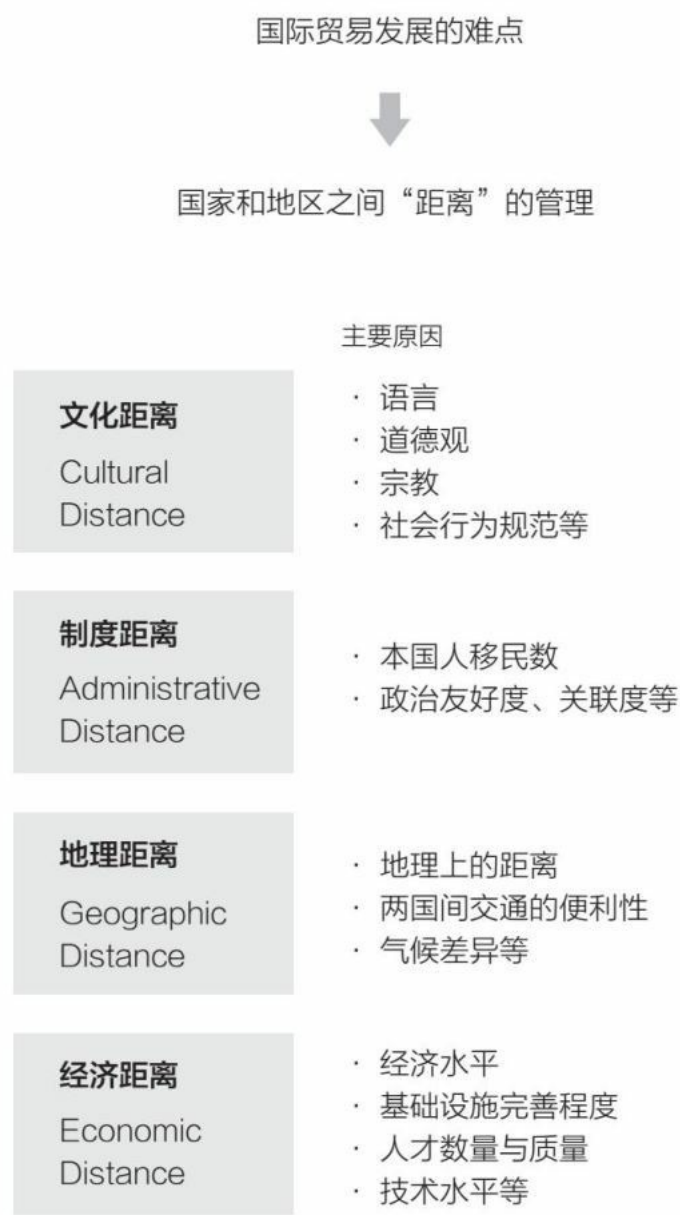 国际贸易发展的难点
国家和地区之间“距离”的管理
主要原因
文化距离
Cultural
Distance
· 语言
· 道德观
· 宗教
· 社会行为规范等
制度距离
Administrative
Distance
· 本国人移民数
· 政治友好度、关联度等
地理距离
Geographic
Distance
· 地理上的距离
· 两国间交通的便利性
· 气候差异等
经济距离
Economic
Distance
· 经济水平
· 基础设施完善程度
· 人才数量与质量
· 技术水平等